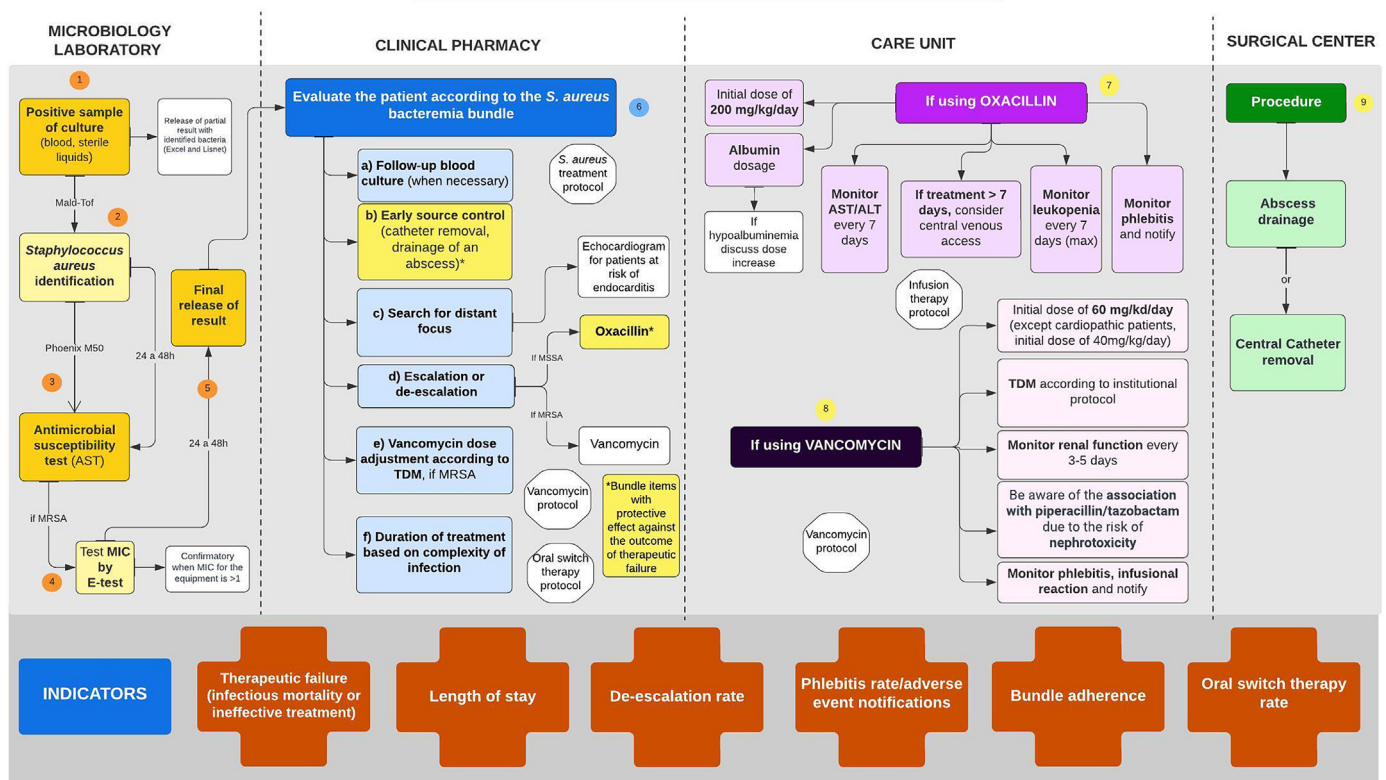 MICROBIOLOGY
LABORATORY
CLINICAL PHARMACY
CARE UNIT
SURGICAL CENTER
1
Positive sample
of culture
(blood, sterile
liquids)
Release of partial
result with
identified bacteria
(Excel and Lisnet)
Mald-Tof
2
Staphylococcus
aureus
identification
Final
release of
result
Phoenix M50
24 a 48h
3
5
Antimicrobial
susceptibility
test (AST)
24 a 48h
if MRSA
4
Test MIC
by
E-test
Confirmatory
when MIC for the
equipment is >1
Evaluate the patient according to the S. aureus
bacteremia bundle
6
a) Follow-up blood
culture (when necessary)
S. aureus
treatment
protocol
b) Early source control
(catheter removal,
drainage of an
abscess)*
Echocardiogram
for patients at
risk of
endocarditis
c) Search for distant
focus
Oxacillin*
If MSSA
d) Escalation or
de-escalation
If MRSA
Vancomycin
e) Vancomycin dose
adjustment according to
TDM, if MRSA
Vancomycin
protocol
*Bundle items
with
protective
effect against
the outcome
of therapeutic
failure
f) Duration of treatment
based on complexity of
infection
Oral switch
therapy
protocol
Initial dose of
200 mg/kg/day
If using OXACILLIN
7
Albumin
dosage
If
hypoalbuminemia
discuss dose
increase
Monitor
AST/ALT
every 7
days
If treatment > 7
days, consider
central venous
access
Monitor
leukopenia
every 7
days (max)
Monitor
phlebitis
and notify
Infusion
therapy
protocol
Initial dose of 60 mg/kd/day
(except cardiopathic patients,
initial dose of 40mg/kg/day)
TDM according to institutional
protocol
8
If using VANCOMYCIN
Monitor renal function every
3-5 days
Be aware of the association
with piperacillin/tazobactam
due to the risk of
nephrotoxicity
Vancomycin
protocol
Monitor phlebitis, infusional
reaction and notify
Procedure
9
Abscess
drainage
or
Central Catheter
removal
INDICATORS
Therapeutic failure
(infectious mortality or
ineffective treatment)
Length of stay
De-escalation rate
Phlebitis rate/adverse
event notifications
Bundle adherence
Oral switch therapy
rate